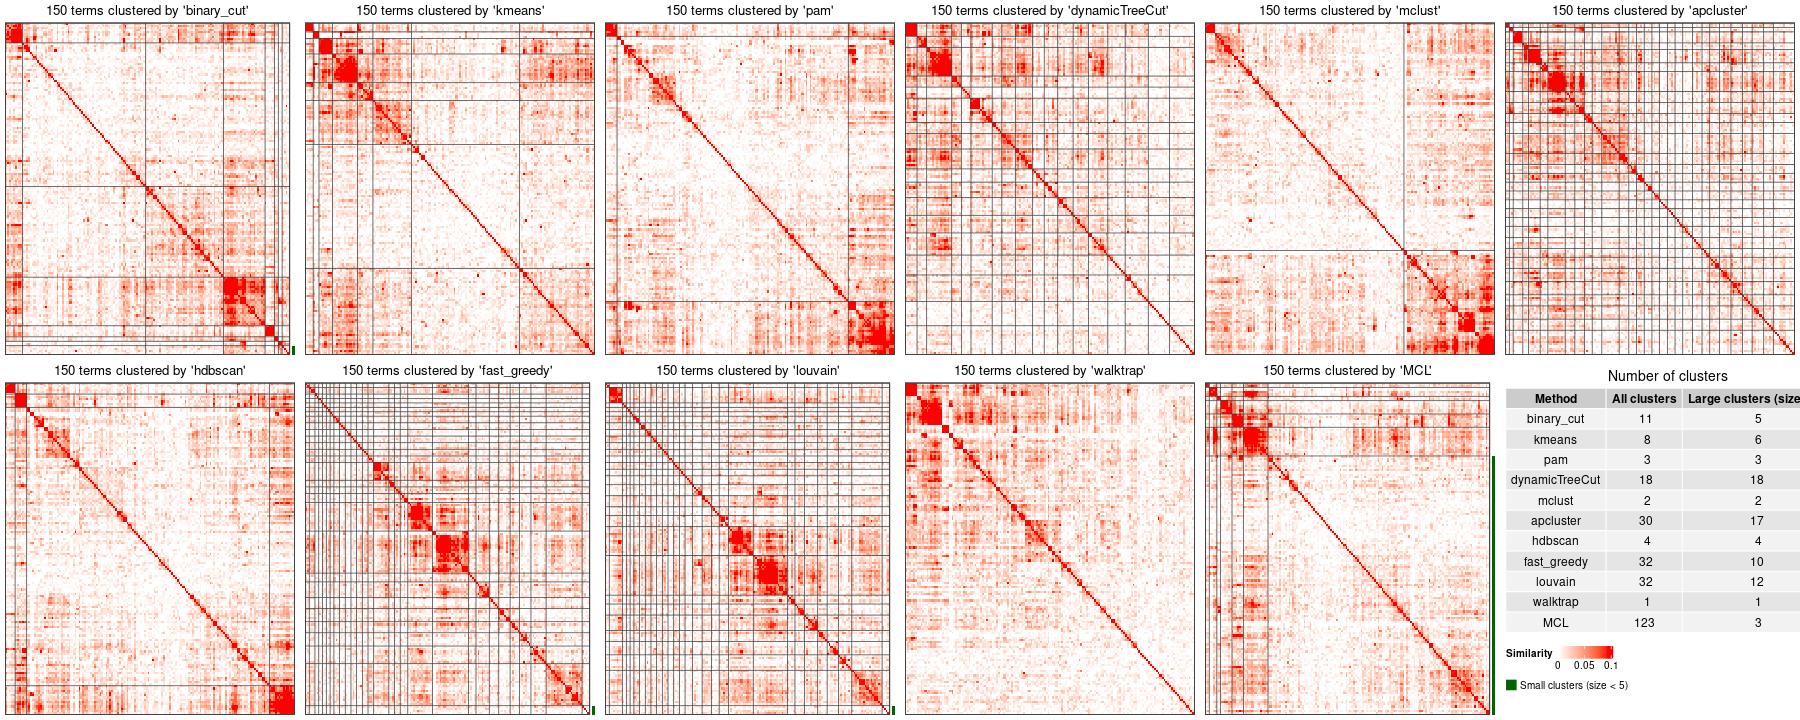 150 terms clustered by 'binary_cut'
150 terms clustered by 'kmeans'
150 terms clustered by 'pam'
150 terms clustered by 'dynamicTreeCut'
150 terms clustered by 'mclust'
150 terms clustered by 'apcluster'
150 terms clustered by 'hdbscan'
150 terms clustered by 'fast_greedy'
150 terms clustered by 'louvain'
150 terms clustered by 'walktrap'
150 terms clustered by 'MCL'
Number of clusters
Method All clusters Large clusters (size
binary_cut 11 5
kmeans 8 6
pam 3 3
dynamicTreeCut 18 18
mclust 2 2
apcluster 30 17
hdbscan 4 4
fast_greedy 32 10
louvain 32 12
walktrap 1 1
MCL 123 3
Similarity
0 0.05 0.1
Small clusters (size < 5)